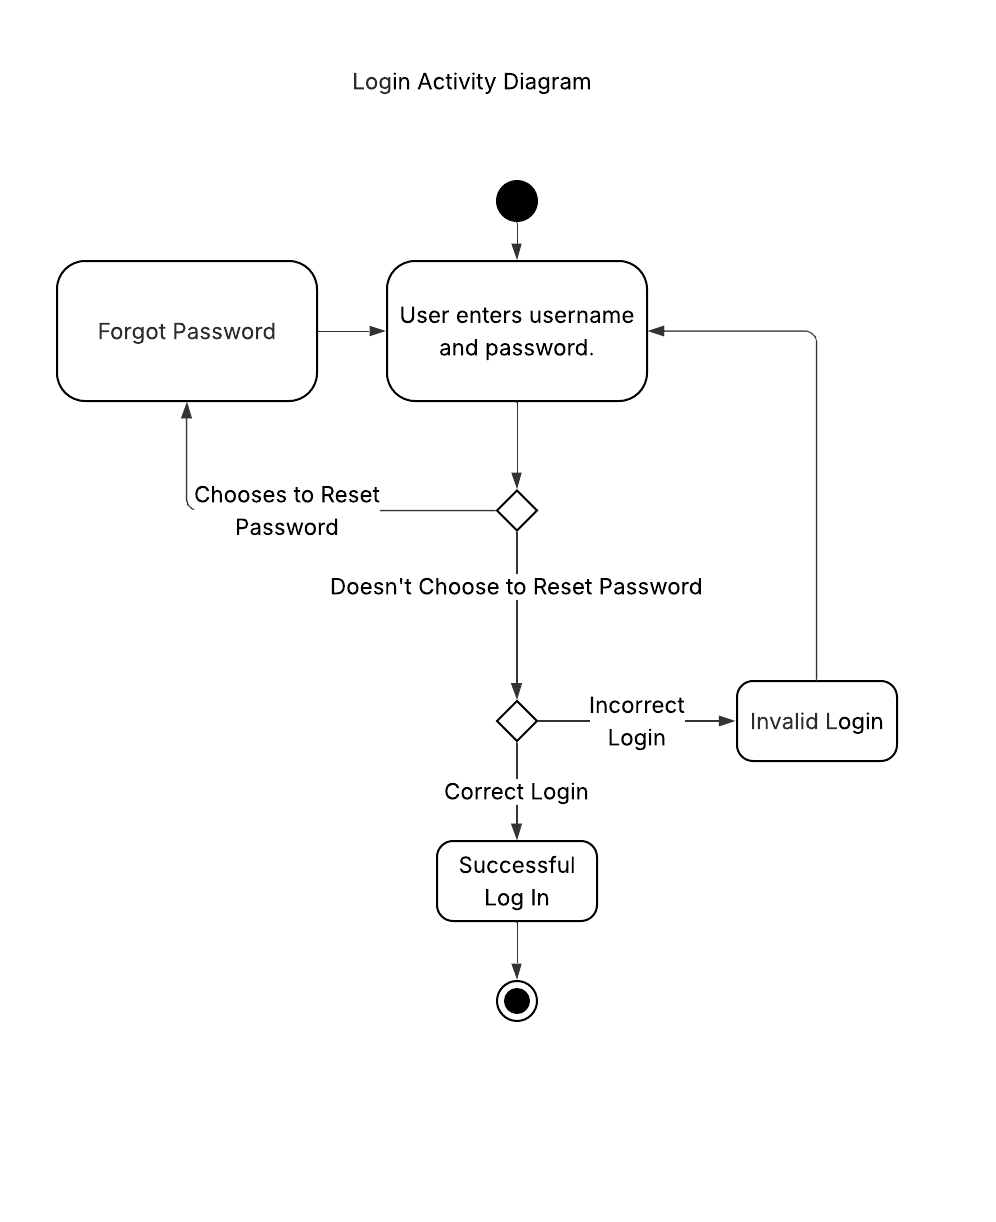 Login Activity Diagram
Forgot Password
User enters username
and password.
Chooses to Reset
Password
Doesn't Choose to Reset Password
Incorrect
Login
Invalid Login
Correct Login
Successful
Log In